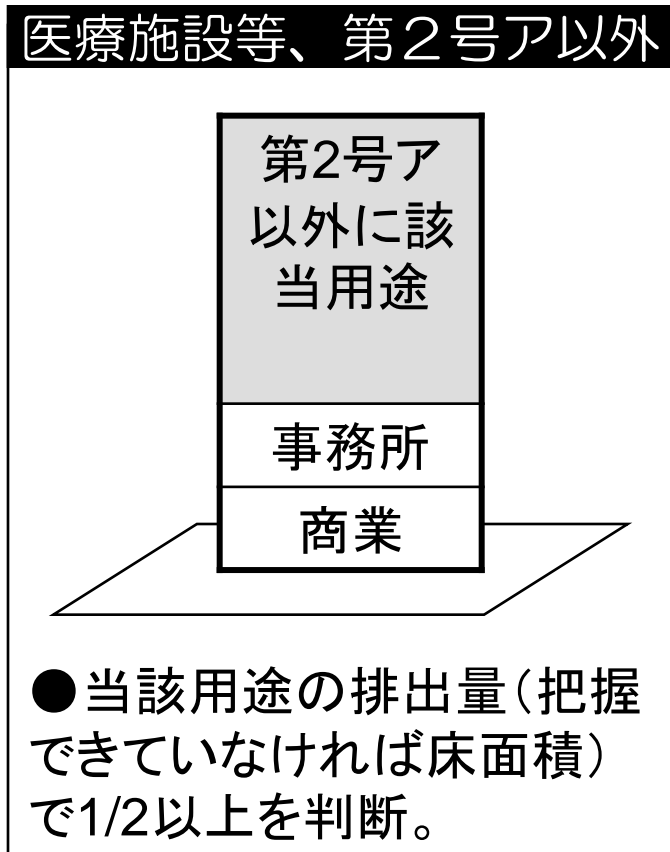 医療施設等、第２号ア以外
第2号ア
以外に該
当用途
事務所
商業
●当該用途の排出量（把握
できていなければ床面積）
で1/2以上を判断。